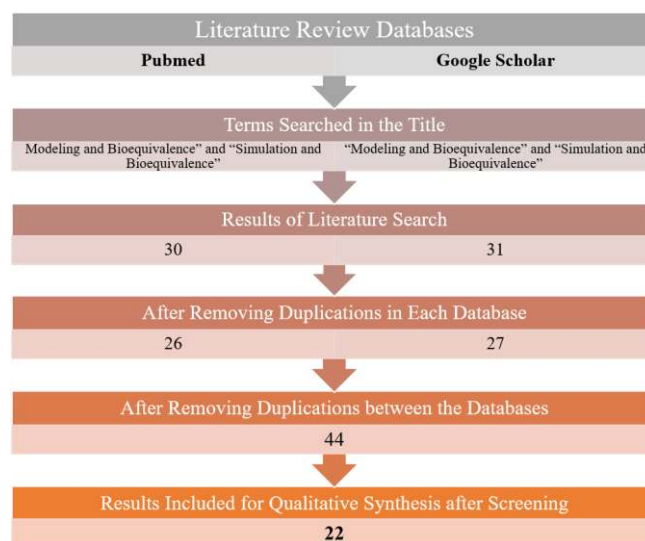 Literature Review Databases
Pubmed Google Scholar
Terms Searched in the Title
Modeling and Bioequivalence” and “Simulation and Bioequivalence”
“Modeling and Bioequivalence” and “Simulation and Bioequivalence”
Results of Literature Search
30 31
After Removing Duplications in Each Database
26 27
After Removing Duplications between the Databases
44
Results Included for Qualitative Synthesis after Screening
22